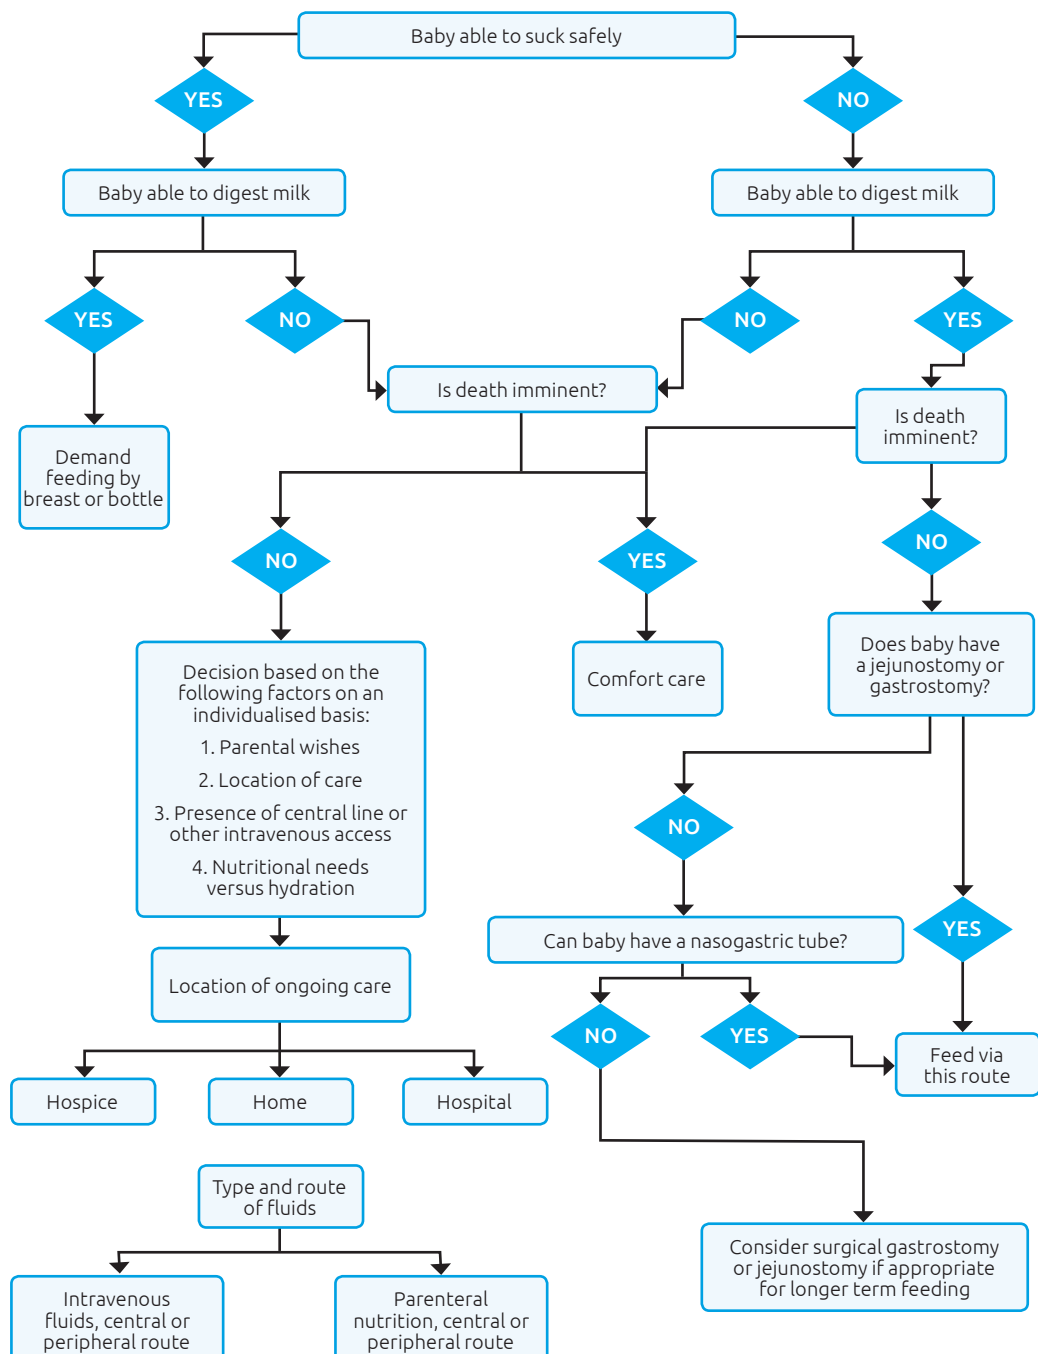 Baby able to suck safely
YES
NO
Baby able to digest milk
Baby able to digest milk
YES
NO
NO
YES
Is death imminent?
Is death
imminent?
Demand
feeding by
breast or bottle
NO
YES
NO
Decision based on the
following factors on an
individualised basis:
1. Parental wishes
2. Location of care
3. Presence of central line or
other intravenous access
4. Nutritional needs
versus hydration
Comfort care
Does baby have
a jejunostomy or
gastrostomy?
NO
YES
Can baby have a nasogastric tube?
Location of ongoing care
NO
YES
Feed via
this route
Hospice
Home
Hospital
Type and route
of fluids
Consider surgical gastrostomy
or jejunostomy if appropriate
for longer term feeding
Intravenous
fluids, central or
peripheral route
Parenteral
nutrition, central or
peripheral route